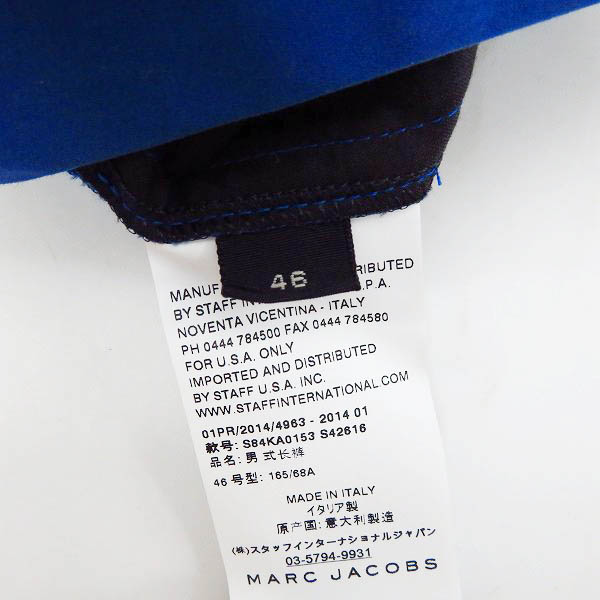 46
MANUF RIBUTED
BY STAFF IN .P.A.
NOVENTA VICENTINA - ITALY
PH 0444 784500 FAX 0444 784580
FOR U.S.A. ONLY
IMPORTED AND DISTRIBUTED
BY STAFF U.S.A. INC.
WWW.STAFFINTERNATIONAL.COM
01PR/2014/4963 - 2014 01
款号: S84KA0153 S42616
品名: 男 式长裤
46 号型: 165/68A
MADE IN ITALY
イタリア製
原产国: 意大利製造
(株)スタッフインターナショナルジャパン
03-5794-9931
MARC JACOBS